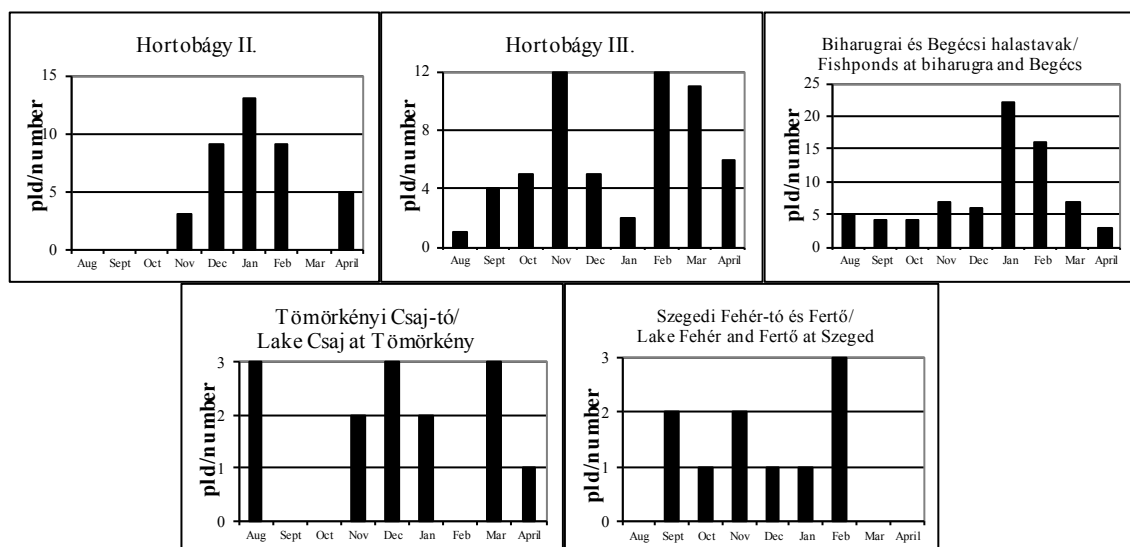 Hortobágy II.
pld/number
15
10
5
0
Aug Sept Oct Nov Dec Jan Feb Mar April
Hortobágy III.
pld/number
12
8
4
0
Aug Sept Oct Nov Dec Jan Feb Mar April
Biharugrai és Begécsi halastavak/
Fishponds at biharugra and Begécs
pld/number
25
20
15
10
5
0
Aug Sept Oct Nov Dec Jan Feb Mar April
Tömörkényi Csaj-tó/
Lake Csaj at Tömörkény
pld/number
3
2
1
0
Aug Sept Oct Nov Dec Jan Feb Mar April
Szegedi Fehér-tó és Fertő/
Lake Fehér and Fertő at Szeged
pld/number
3
2
1
0
Aug Sept Oct Nov Dec Jan Feb Mar April